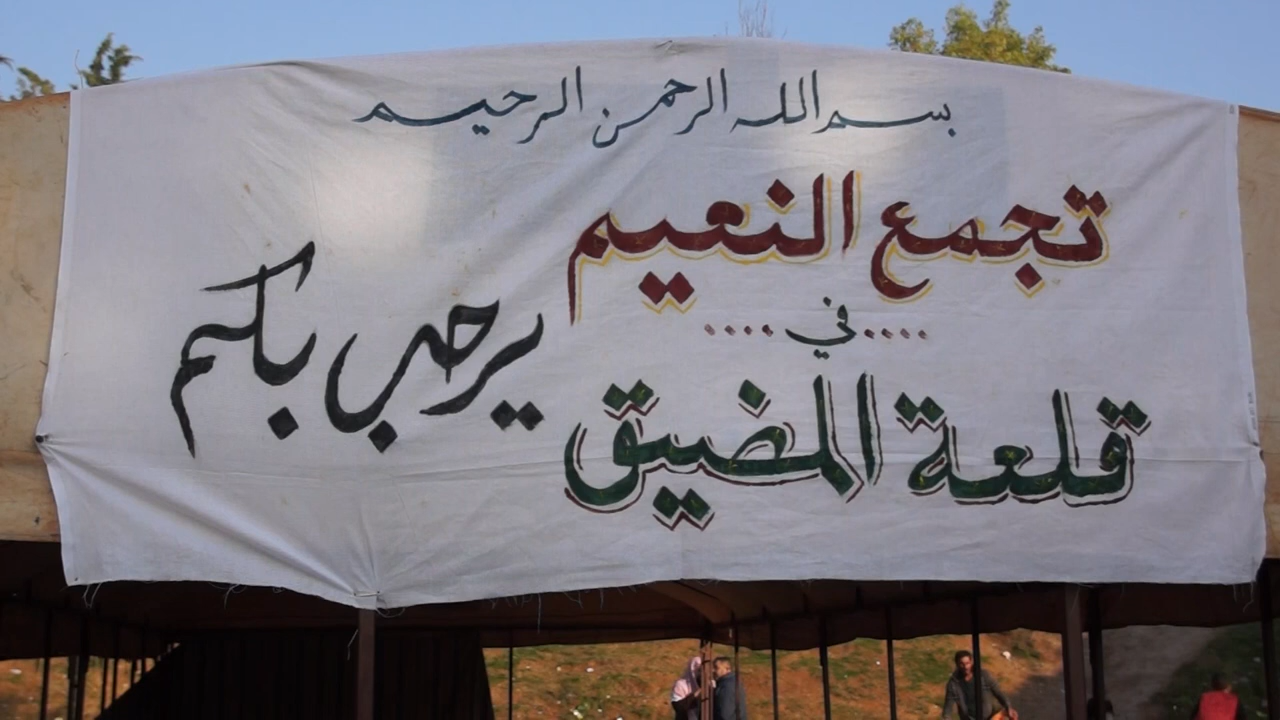 بسم الله الرحمن الرحيم
تجمع النعيم
.... في ....
قلعة المضيق
يرحب بكم